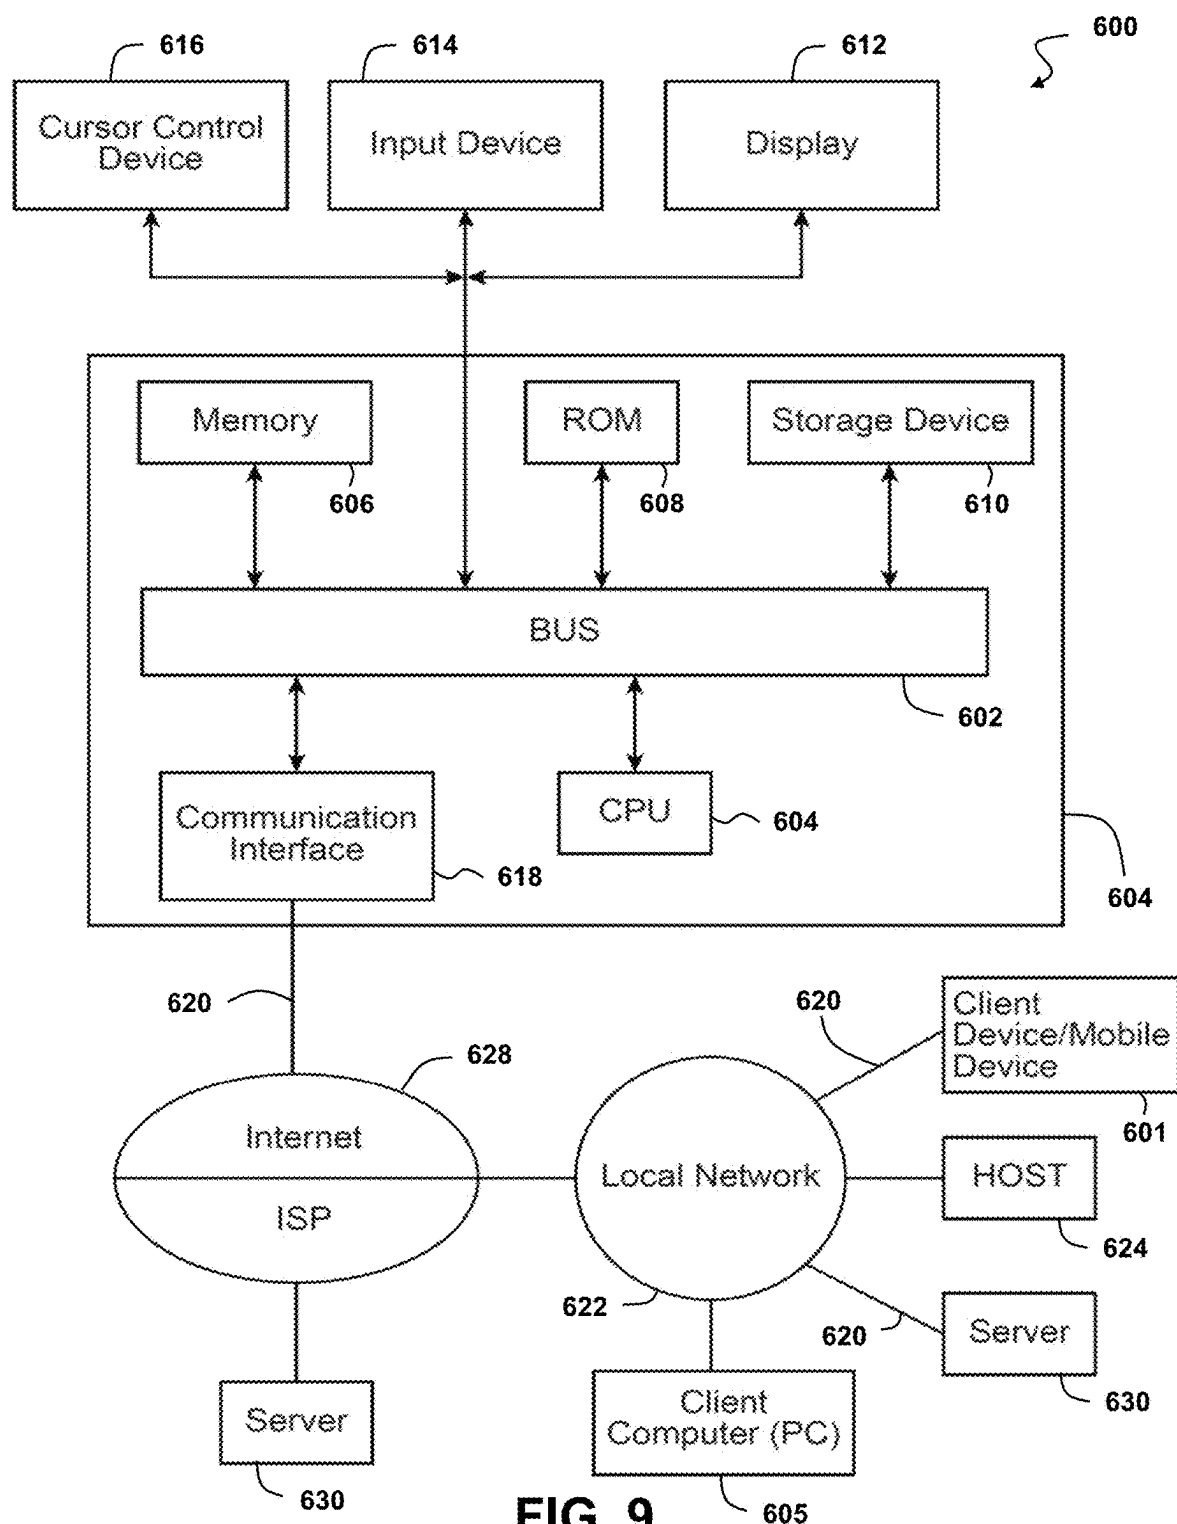 600
616
614
612
Cursor Control
Device
Input Device
Display
Memory
ROM
Storage Device
606
608
610
BUS
602
Communication
Interface
CPU
604
618
604
620
628
620
Client
Device/Mobile
Device
601
Internet
ISP
Local Network
HOST
624
622
620
Server
630
Server
630
Client
Computer (PC)
605
FIG. 9